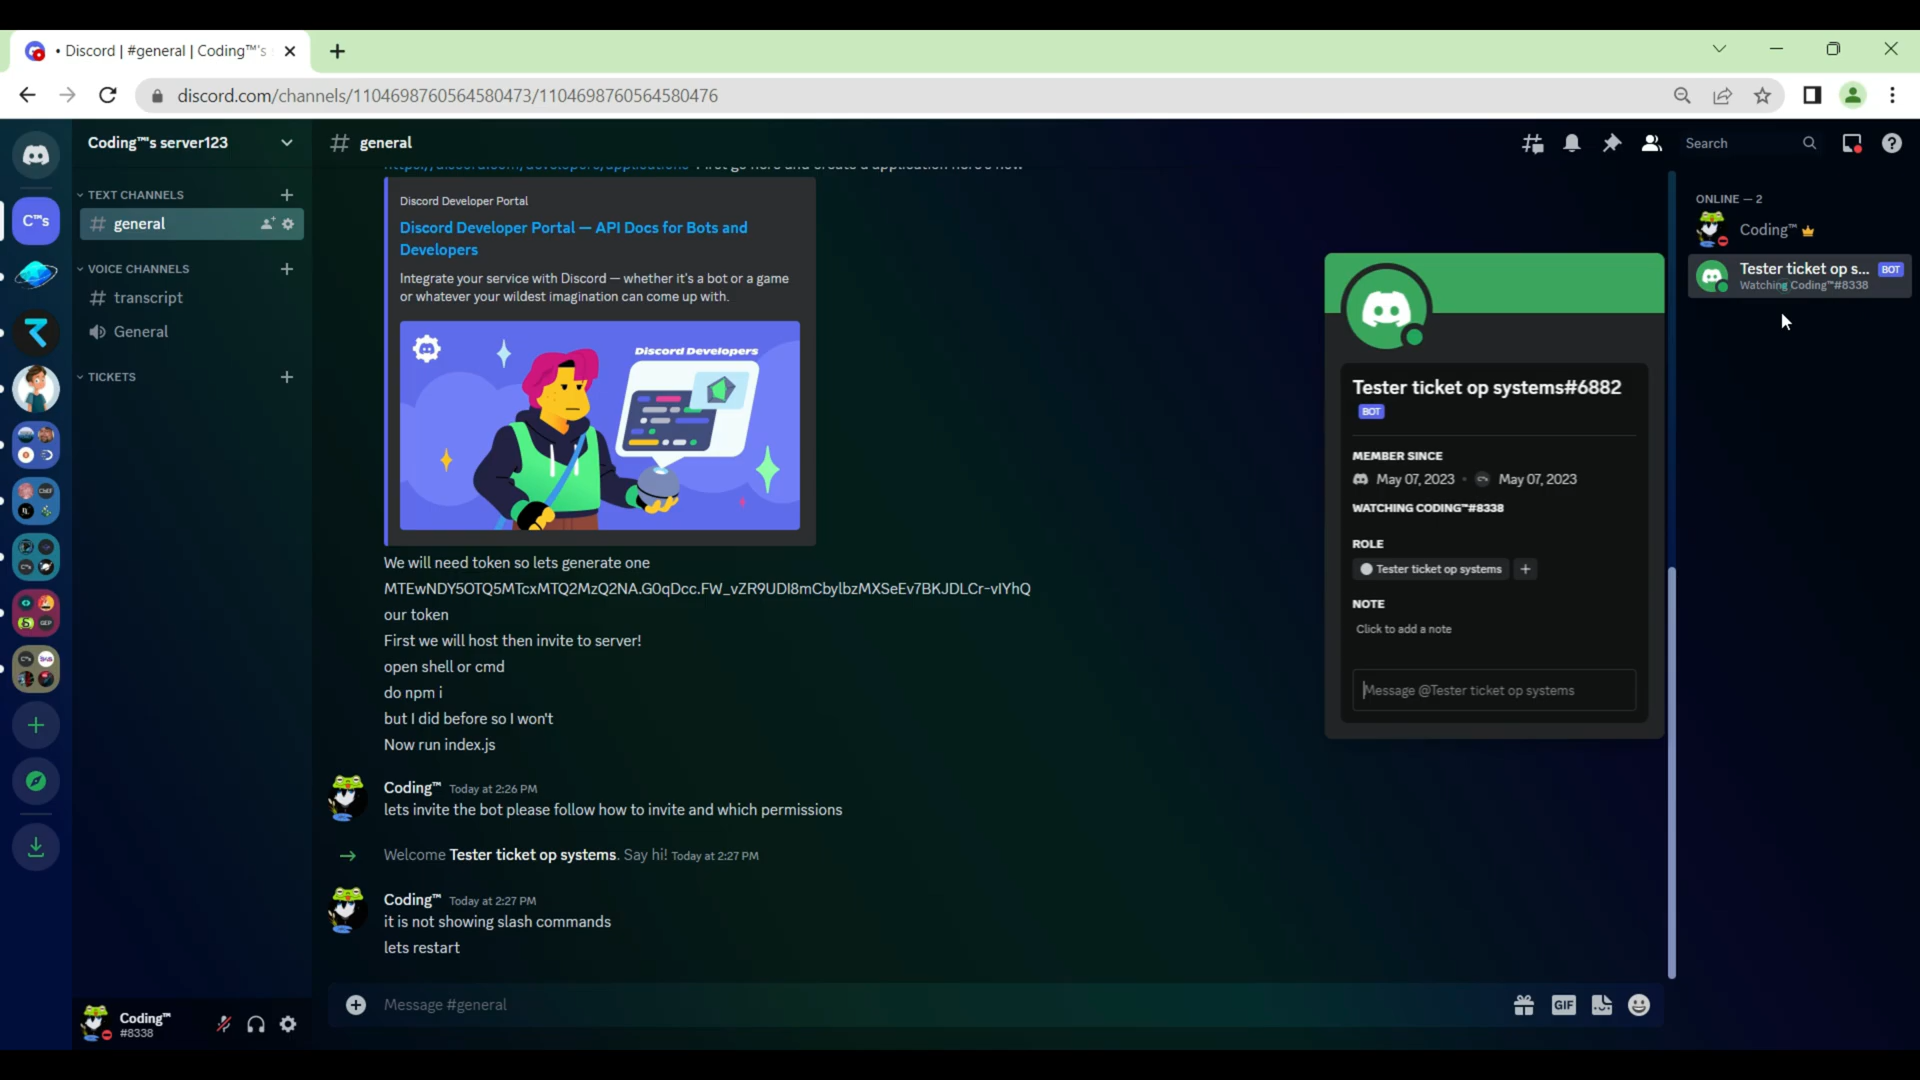 • Discord | #general | Coding™'s
discord.com/channels/1104698760564580473/1104698760564580476
Coding™'s server123
general
Search
TEXT CHANNELS
general
VOICE CHANNELS
transcript
General
TICKETS
C™s
Discord Developer Portal
Discord Developer Portal — API Docs for Bots and
Developers
Integrate your service with Discord — whether it's a bot or a game
or whatever your wildest imagination can come up with.
Discord Developers
We will need token so lets generate one
MTEwNDY5OTQ5MTcxMTQ2MzQ2NA.G0qDcc.FW_vZR9UDI8mCbylbzMXSeEv7BKJDLCr-vIYhQ
our token
First we will host then invite to server!
open shell or cmd
do npm i
but I did before so I won't
Now run index.js
Coding™ Today at 2:26 PM
lets invite the bot please follow how to invite and which permissions
Welcome Tester ticket op systems. Say hi! Today at 2:27 PM
Coding™ Today at 2:27 PM
it is not showing slash commands
lets restart
Message #general
GIF
Coding™
#8338
Tester ticket op systems#6882
BOT
MEMBER SINCE
May 07, 2023 • May 07, 2023
WATCHING CODING™#8338
ROLE
Tester ticket op systems
NOTE
Click to add a note
Message @Tester ticket op systems
ONLINE — 2
Coding™
Tester ticket op s... BOT
Watching Coding™#8338